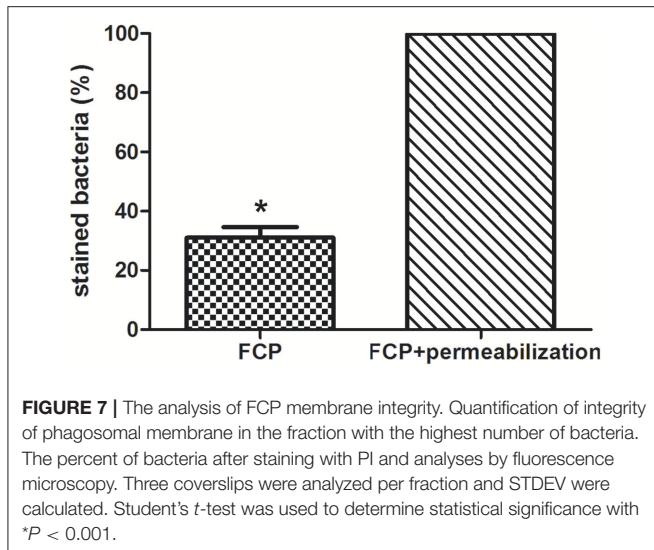 100
80
60
40
20
0
stained bacteria (%)
*
FCP
FCP+permeabilization
FIGURE 7 | The analysis of FCP membrane integrity. Quantification of integrity
of phagosomal membrane in the fraction with the highest number of bacteria.
The percent of bacteria after staining with PI and analyses by fluorescence
microscopy. Three coverslips were analyzed per fraction and STDEV were
calculated. Student's t-test was used to determine statistical significance with
*P < 0.001.